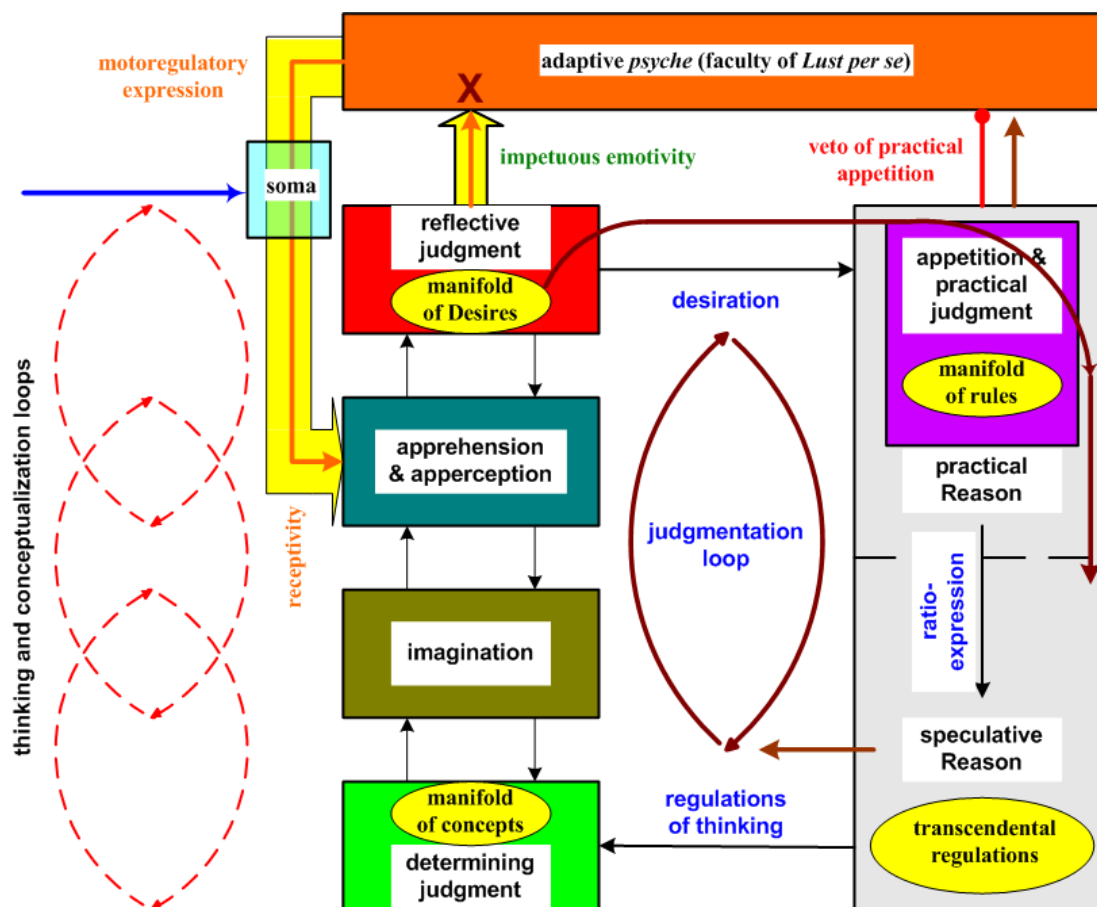 adaptive psyche (faculty of Lust per se)
motoregulatory
expression
X
impetuous emotivity
veto of practical
appetition
soma
reflective
judgment
manifold
of Desires
desiration
appetition &
practical
judgment
manifold
of rules
practical
Reason
apprehension
& apperception
receptivity
judgmentation
loop
thinking and conceptualization loops
ratio-
expression
imagination
speculative
Reason
manifold
of concepts
determining
judgment
regulations
of thinking
transcendental
regulations